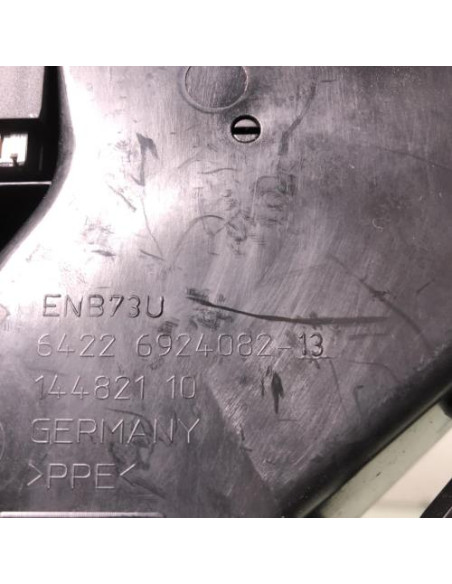 ENB73U
6422 6924082-13
144821 10
GERMANY
>PPE<